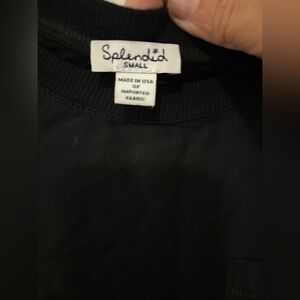 Splendid
SMALL
MADE IN USA
OF
IMPORTED
FABRIC